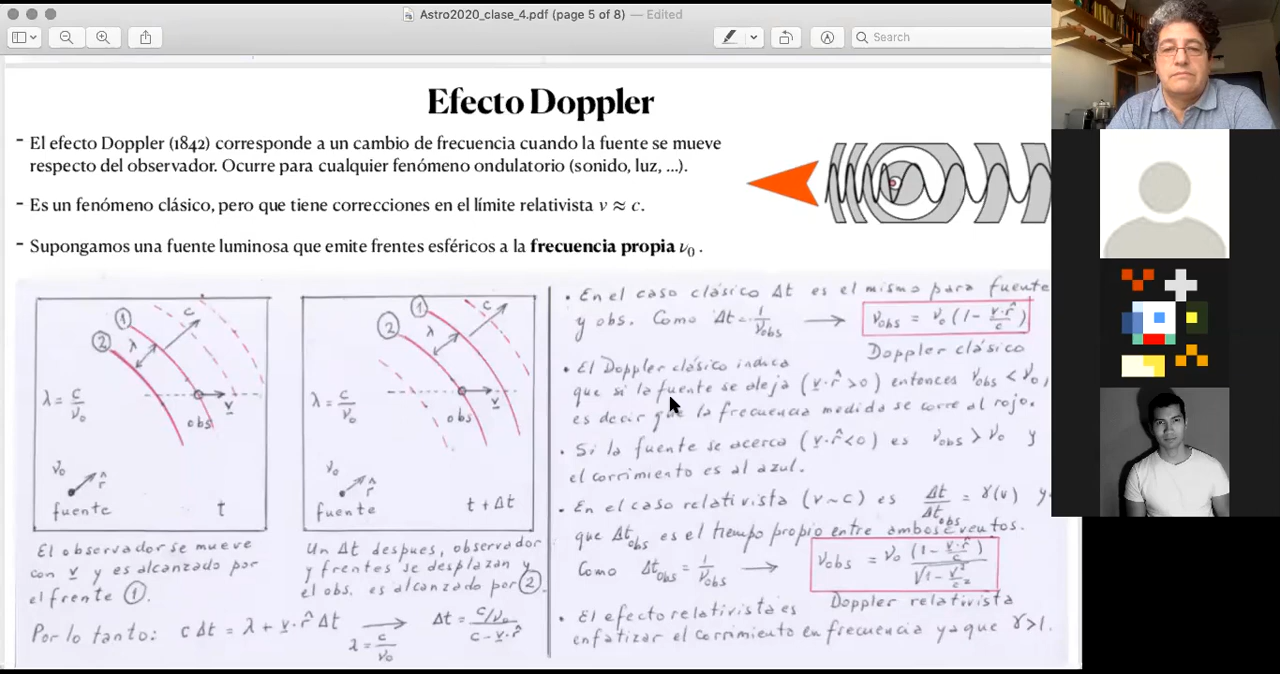 Astro2020_clase_4.pdf (page 5 of 8) — Edited
Search
Efecto Doppler
- El efecto Doppler (1842) corresponde a un cambio de frecuencia cuando la fuente se mueve
respecto del observador. Ocurre para cualquier fenómeno ondulatorio (sonido, luz, ...).
- Es un fenómeno clásico, pero que tiene correcciones en el límite relativista v ≈ c.
- Supongamos una fuente luminosa que emite frentes esféricos a la frecuencia propia ν₀ .
① ② λ c
λ = c/ν₀
obs v
ν₀ r̂
fuente t
El observador se mueve
con v y es alcanzado por
el frente ①.
① ② λ c
λ = c/ν₀
obs v
ν₀ r̂
fuente t + Δt
Un Δt despues, observador
y frentes se desplazan y
el obs. es alcanzado por ②.
Por lo tanto: c Δt = λ + v·r̂ Δt → Δt = (c/ν₀)/(c - v·r̂)
λ = c/ν₀
• En el caso clásico Δt es el mismo para fuente
y obs. Como Δt = 1/νobs → νobs = ν₀ (1 - v·r̂/c)
Doppler clásico
• El Doppler clásico indica
que si la fuente se aleja (v·r̂ >0) entonces νobs < ν₀,
es decir que la frecuencia medida se corre al rojo.
• Si la fuente se acerca (v·r̂<0) es νobs > ν₀ y
el corrimiento es al azul.
• En el caso relativista (v~c) es Δt/Δtobs = γ(v) y
que Δtobs es el tiempo propio entre ambos eventos.
Como Δtobs = 1/νobs → νobs = ν₀ (1 - v·r̂/c)/√(1 - v²/c²)
Doppler relativista
• El efecto relativista es
enfatizar el corrimiento en frecuencia ya que γ>1.